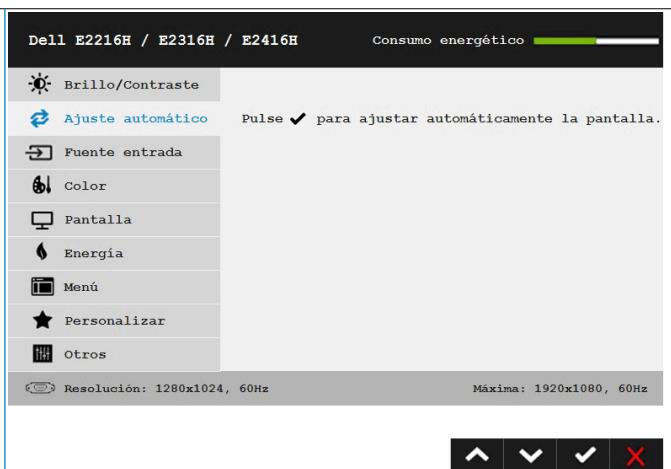 Dell E2216H / E2316H / E2416H Consumo energético
Brillo/Contraste
Ajuste automático Pulse ✔ para ajustar automáticamente la pantalla.
Fuente entrada
Color
Pantalla
Energía
Menú
Personalizar
Otros
Resolución: 1280x1024, 60Hz Máxima: 1920x1080, 60Hz